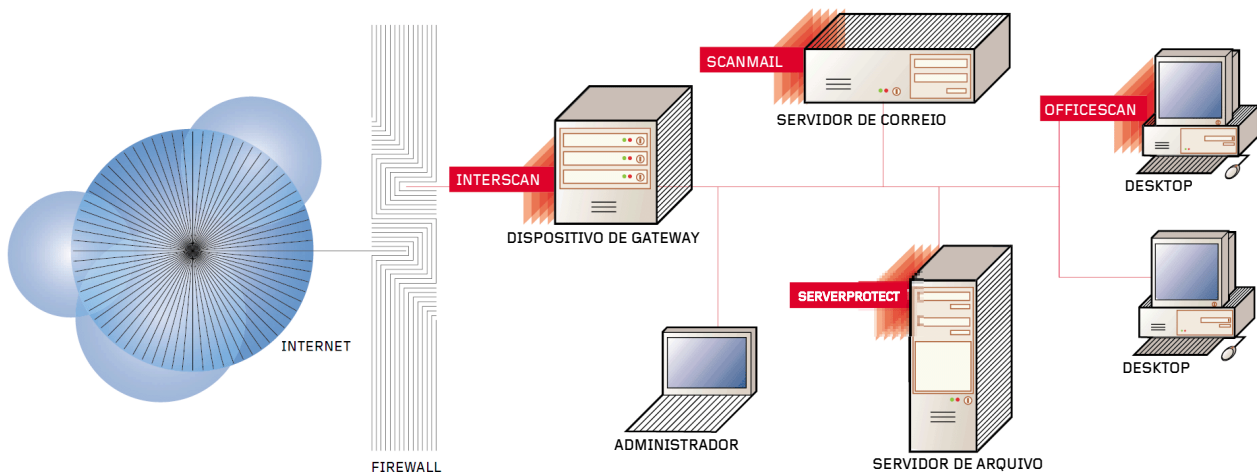 SCANMAIL
SERVIDOR DE CORREIO
OFFICESCAN
DESKTOP
INTERSCAN
DISPOSITIVO DE GATEWAY
SERVERPROTECT
INTERNET
DESKTOP
ADMINISTRADOR
SERVIDOR DE ARQUIVO
FIREWALL